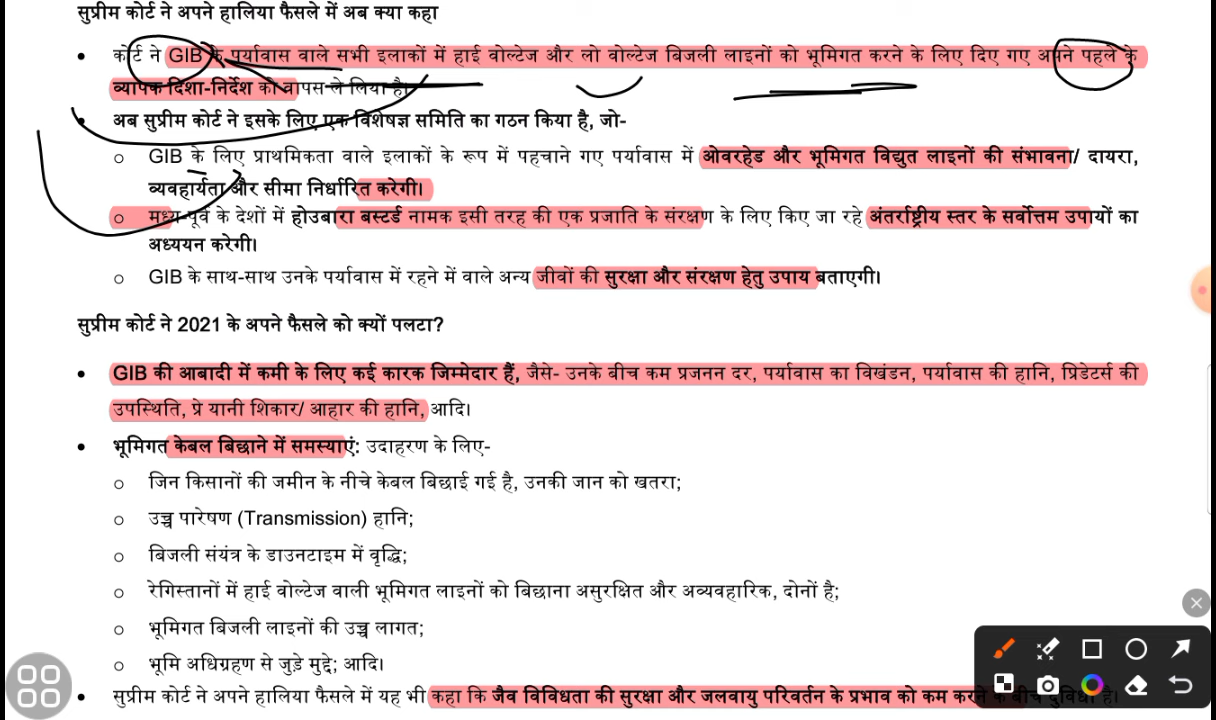 सुप्रीम कोर्ट ने अपने हालिया फैसले में अब क्या कहा
• कोर्ट ने GIB के पर्यावास वाले सभी इलाकों में हाई वोल्टेज और लो वोल्टेज बिजली लाइनों को भूमिगत करने के लिए दिए गए अपने पहले के
व्यापक दिशा-निर्देश को वापस ले लिया है।
• अब सुप्रीम कोर्ट ने इसके लिए एक विशेषज्ञ समिति का गठन किया है, जो-
o GIB के लिए प्राथमिकता वाले इलाकों के रूप में पहचाने गए पर्यावास में ओवरहेड और भूमिगत विद्युत लाइनों की संभावना/ दायरा,
व्यवहार्यता और सीमा निर्धारित करेगी।
o मध्य-पूर्व के देशों में होउबारा बस्टर्ड नामक इसी तरह की एक प्रजाति के संरक्षण के लिए किए जा रहे अंतर्राष्ट्रीय स्तर के सर्वोत्तम उपायों का
अध्ययन करेगी।
o GIB के साथ-साथ उनके पर्यावास में रहने में वाले अन्य जीवों की सुरक्षा और संरक्षण हेतु उपाय बताएगी।
सुप्रीम कोर्ट ने 2021 के अपने फैसले को क्यों पलटा?
• GIB की आबादी में कमी के लिए कई कारक जिम्मेदार हैं, जैसे- उनके बीच कम प्रजनन दर, पर्यावास का विखंडन, पर्यावास की हानि, प्रिडेटर्स की
उपस्थिति, प्रे यानी शिकार/ आहार की हानि, आदि।
• भूमिगत केबल बिछाने में समस्याएं: उदाहरण के लिए-
o जिन किसानों की जमीन के नीचे केबल बिछाई गई है, उनकी जान को खतरा;
o उच्च पारेषण (Transmission) हानि;
o बिजली संयंत्र के डाउनटाइम में वृद्धि;
o रेगिस्तानों में हाई वोल्टेज वाली भूमिगत लाइनों को बिछाना असुरक्षित और अव्यवहारिक, दोनों है;
o भूमिगत बिजली लाइनों की उच्च लागत;
o भूमि अधिग्रहण से जुड़े मुद्दे; आदि।
• सुप्रीम कोर्ट ने अपने हालिया फैसले में यह भी कहा कि जैव विविधता की सुरक्षा और जलवायु परिवर्तन के प्रभाव को कम करने के बीच दुविधा है।